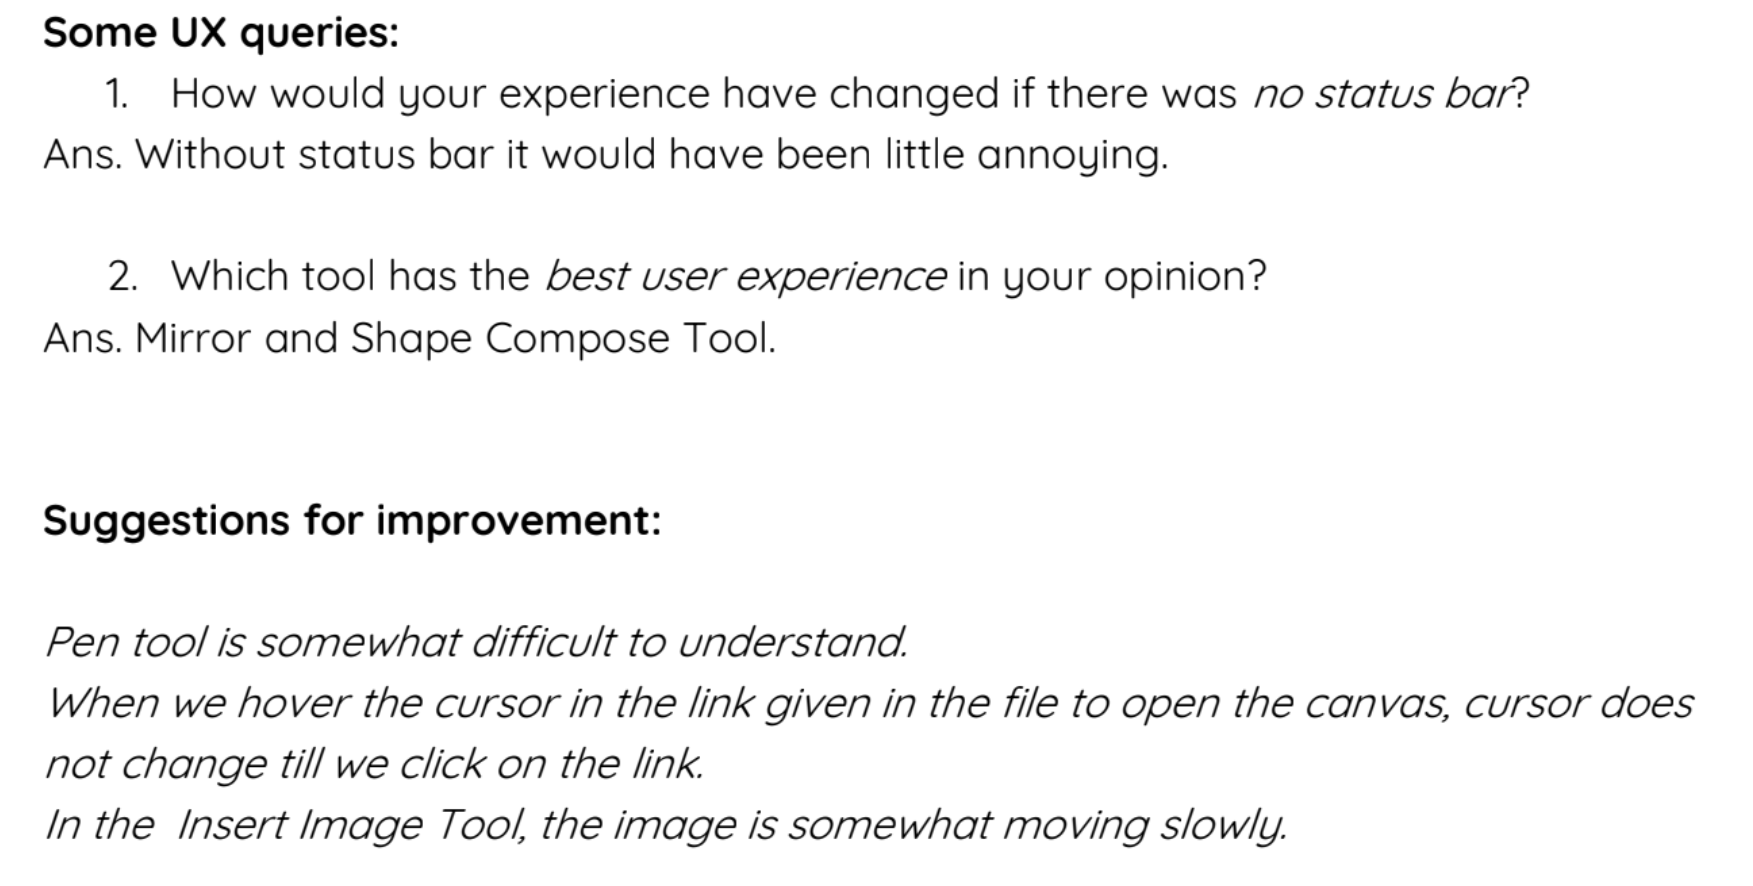 Some UX queries:
1. How would your experience have changed if there was no status bar?
Ans. Without status bar it would have been little annoying.
2. Which tool has the best user experience in your opinion?
Ans. Mirror and Shape Compose Tool.
Suggestions for improvement:
Pen tool is somewhat difficult to understand.
When we hover the cursor in the link given in the file to open the canvas, cursor does
not change till we click on the link.
In the  Insert Image Tool, the image is somewhat moving slowly.